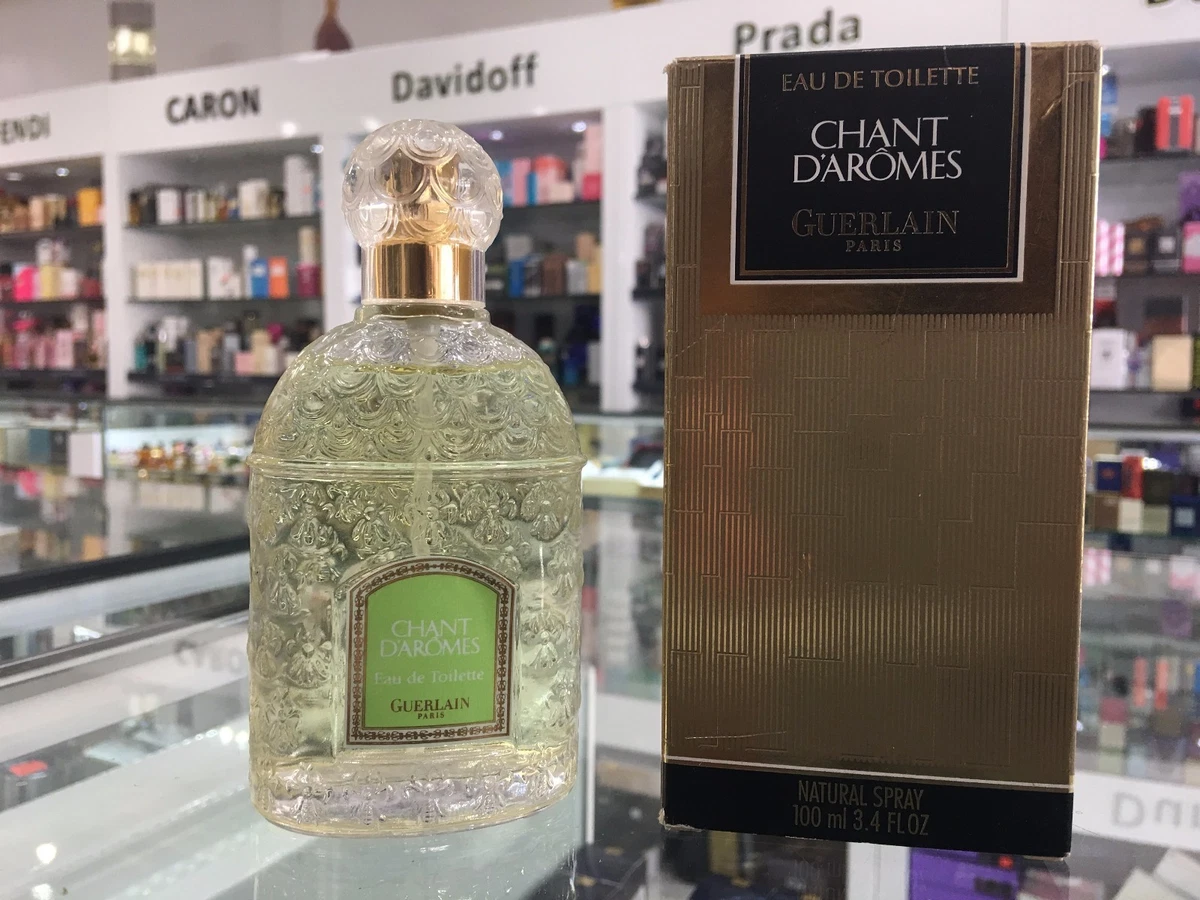 FENDI
CARON
Davidoff
Prada
EAU DE TOILETTE
CHANT
D'ARÔMES
GUERLAIN
PARIS
NATURAL SPRAY
100 ml 3.4 FL OZ
CHANT
D'ARÔMES
Eau de Toilette
GUERLAIN
PARIS